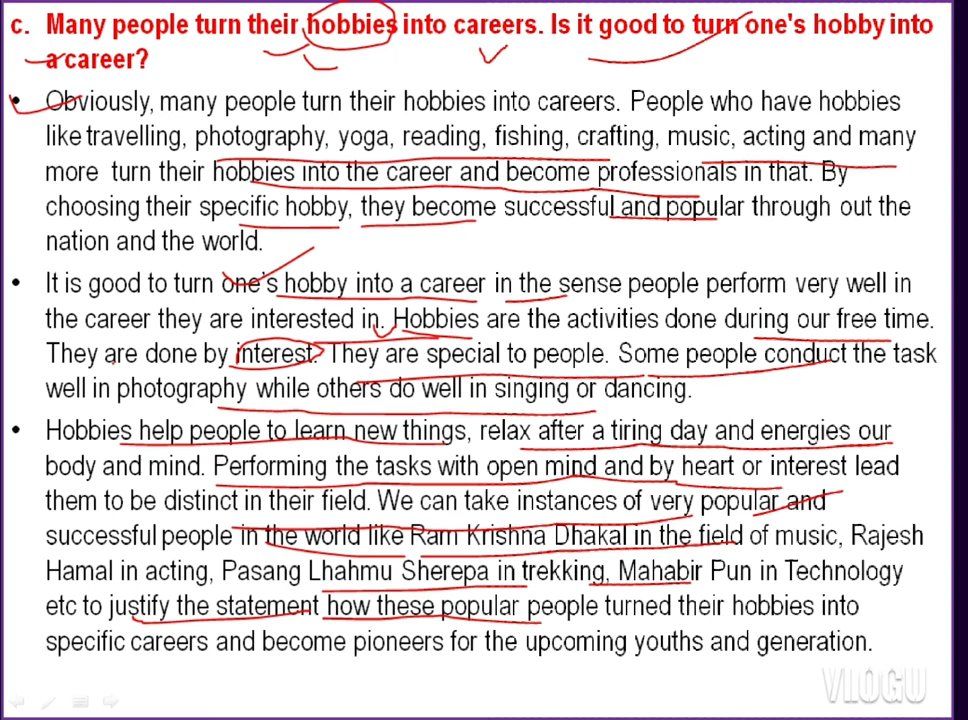 c. Many people turn their hobbies into careers. Is it good to turn one's hobby into
a career?
• Obviously, many people turn their hobbies into careers. People who have hobbies
like travelling, photography, yoga, reading, fishing, crafting, music, acting and many
more turn their hobbies into the career and become professionals in that. By
choosing their specific hobby, they become successful and popular through out the
nation and the world.
• It is good to turn one's hobby into a career in the sense people perform very well in
the career they are interested in. Hobbies are the activities done during our free time.
They are done by interest. They are special to people. Some people conduct the task
well in photography while others do well in singing or dancing.
• Hobbies help people to learn new things, relax after a tiring day and energies our
body and mind. Performing the tasks with open mind and by heart or interest lead
them to be distinct in their field. We can take instances of very popular and
successful people in the world like Ram Krishna Dhakal in the field of music, Rajesh
Hamal in acting, Pasang Lhahmu Sherepa in trekking, Mahabir Pun in Technology
etc to justify the statement how these popular people turned their hobbies into
specific careers and become pioneers for the upcoming youths and generation.
VLOGU